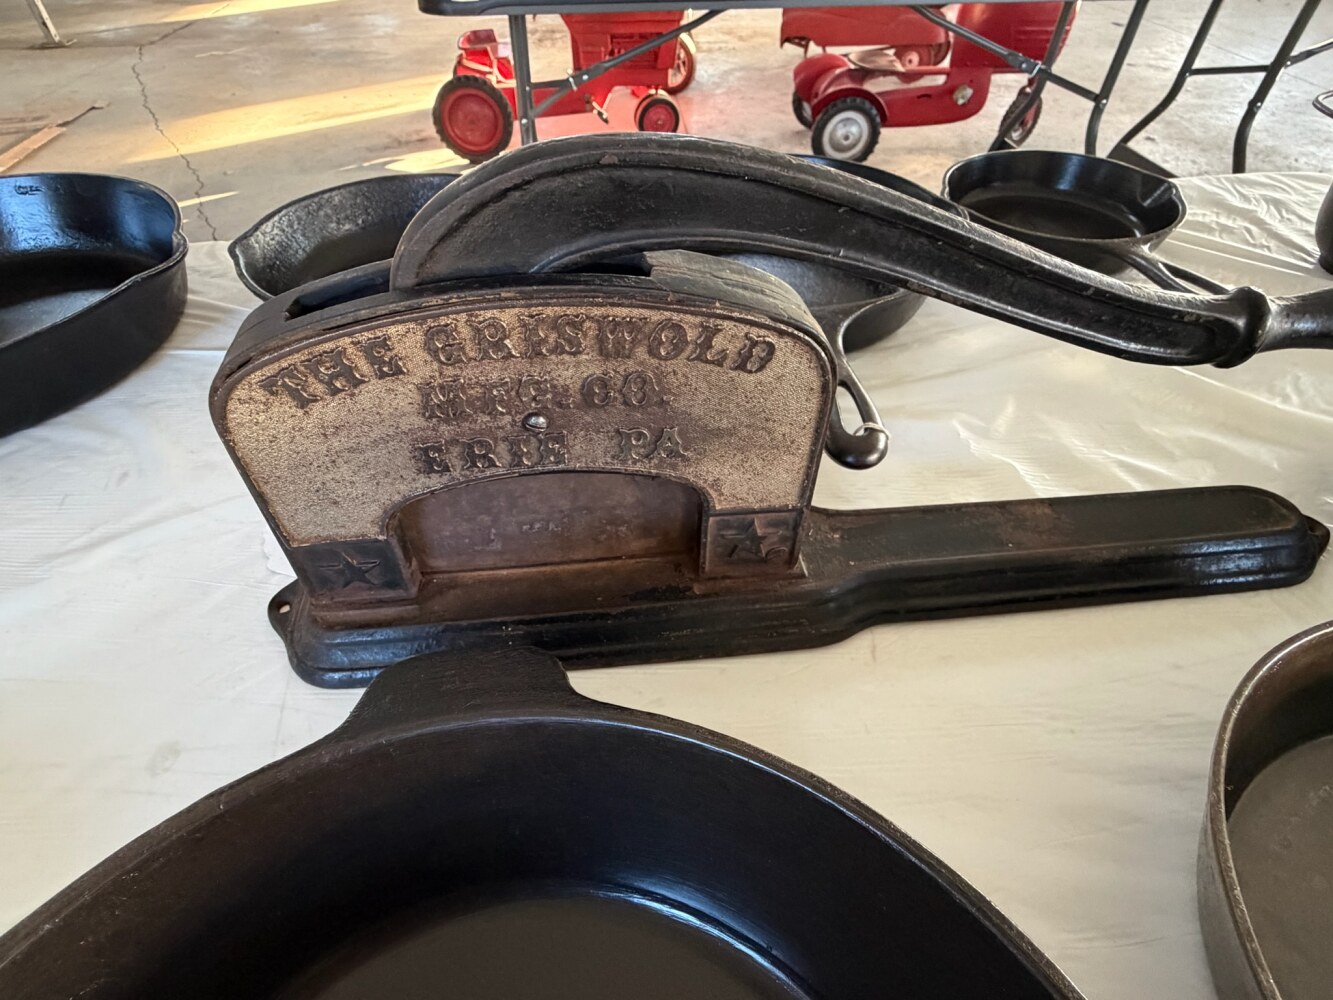 THE GRISWOLD
MFG. CO.
ERIE PA